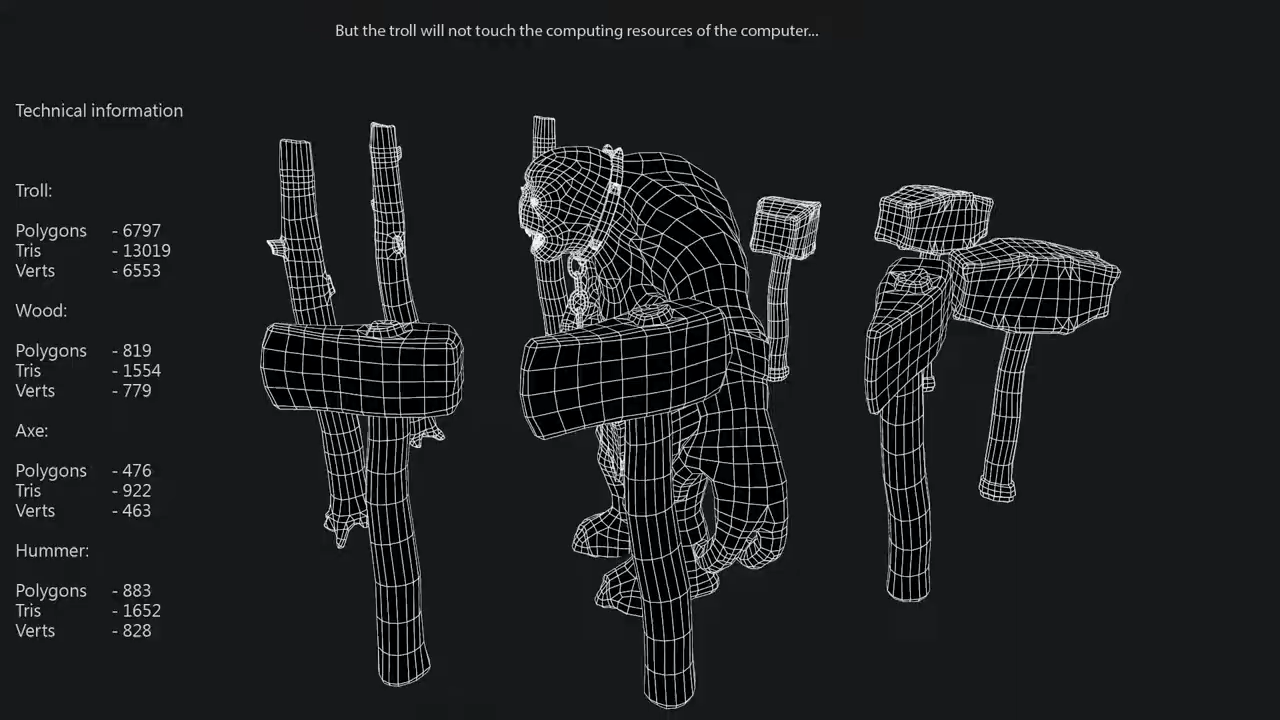 But the troll will not touch the computing resources of the computer...
Technical information
Troll:
Polygons - 6797
Tris - 13019
Verts - 6553
Wood:
Polygons - 819
Tris - 1554
Verts - 779
Axe:
Polygons - 476
Tris - 922
Verts - 463
Hummer:
Polygons - 883
Tris - 1652
Verts - 828